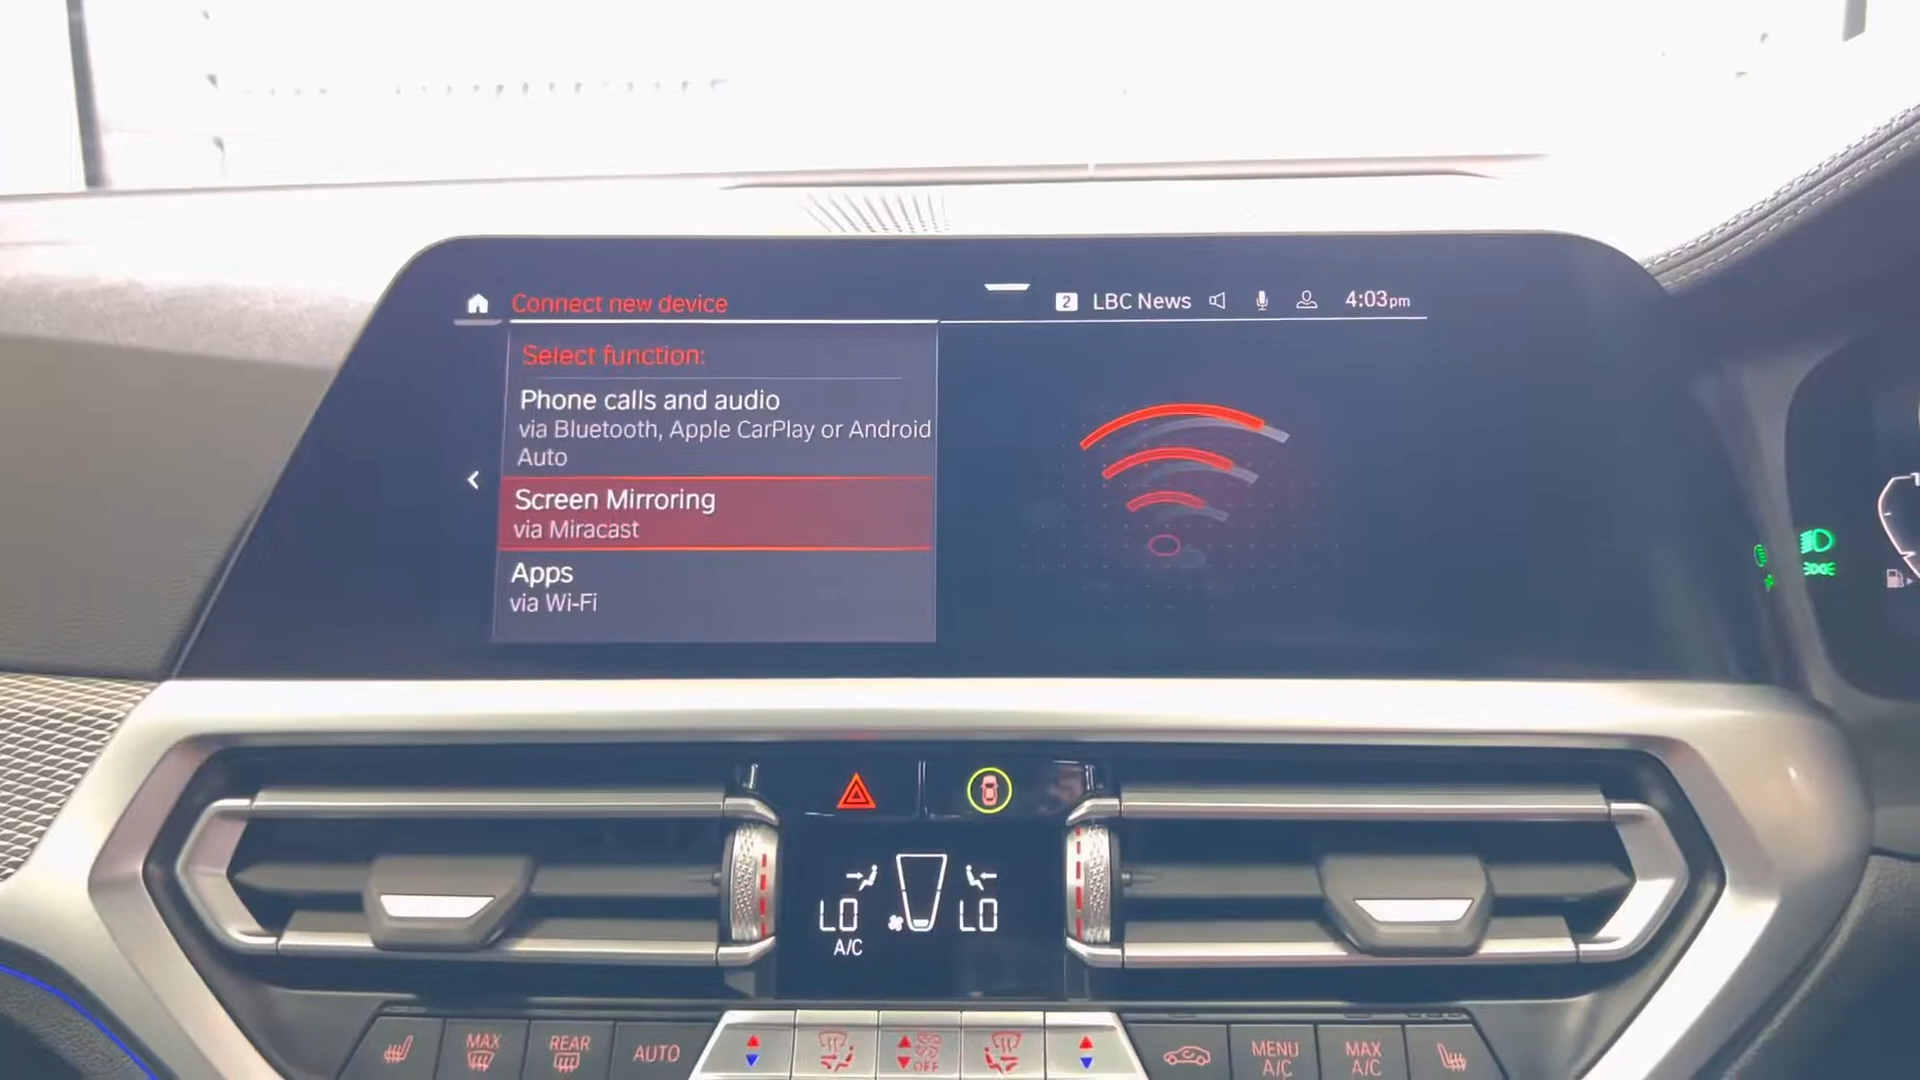 Connect new device
2 LBC News 4:03pm
Select function:
Phone calls and audio
via Bluetooth, Apple CarPlay or Android
Auto
Screen Mirroring
via Miracast
Apps
via Wi-Fi
LO LO
A/C
MAX
REAR
AUTO
OFF
MENU
A/C
MAX
A/C